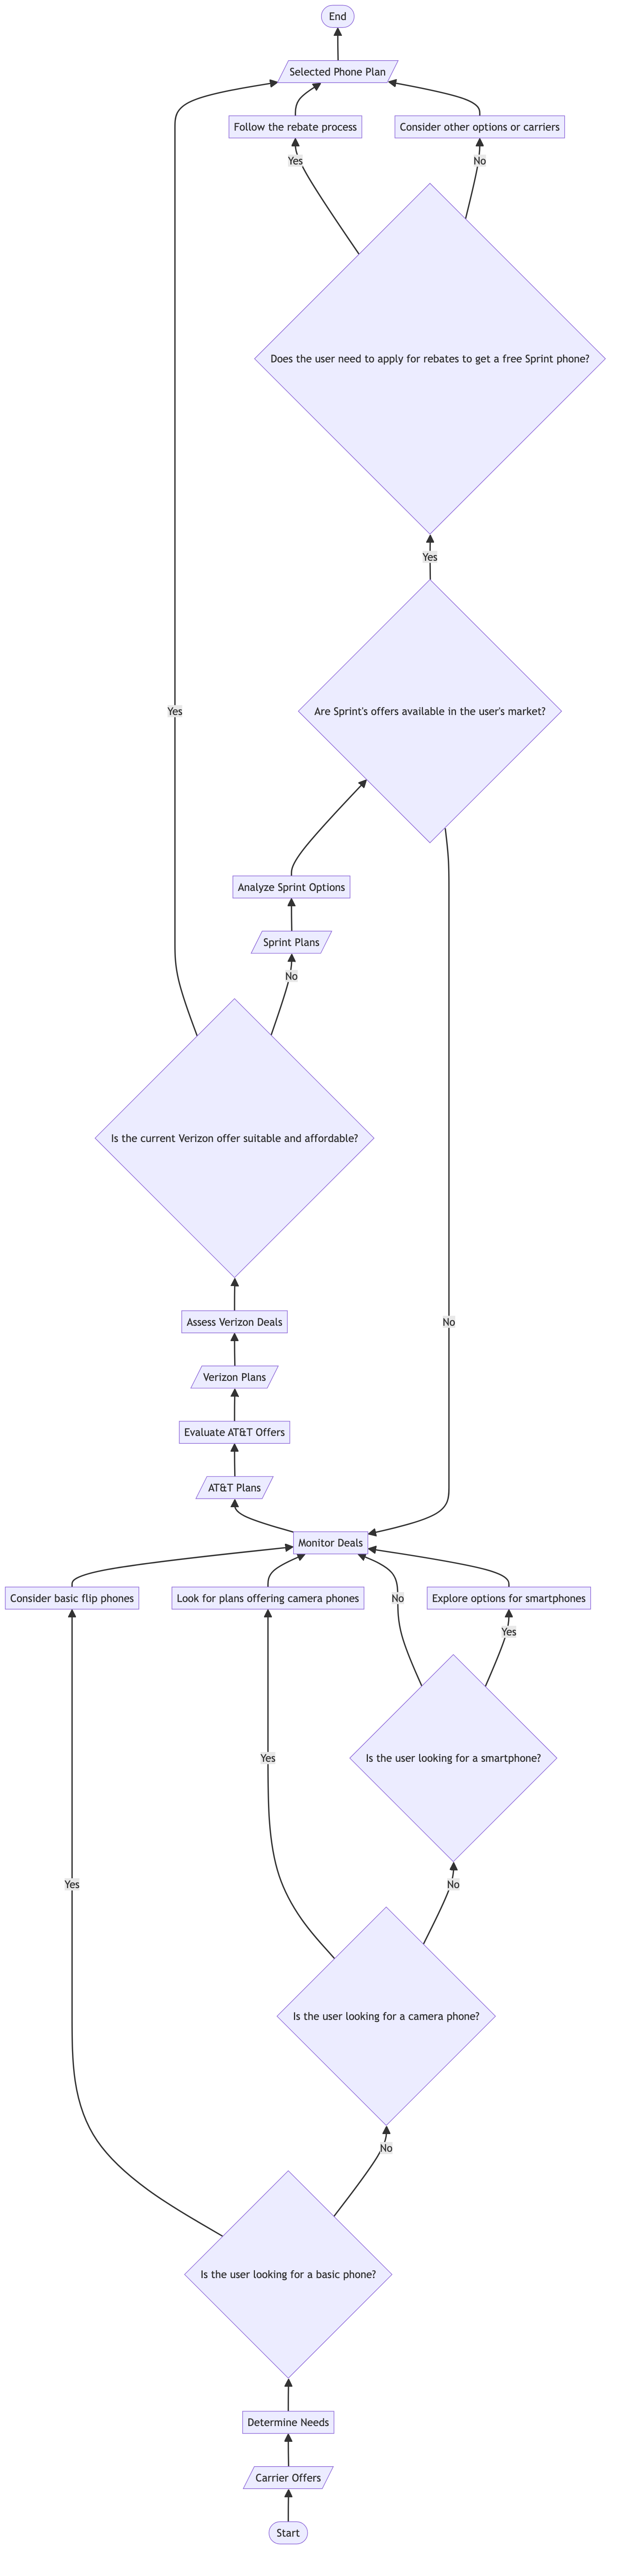 End
Selected Phone Plan
Follow the rebate process
Consider other options or carriers
Yes
No
Does the user need to apply for rebates to get a free Sprint phone?
Yes
Are Sprint's offers available in the user's market?
Yes
Analyze Sprint Options
Sprint Plans
No
Is the current Verizon offer suitable and affordable?
Assess Verizon Deals
No
Verizon Plans
Evaluate AT&T Offers
AT&T Plans
Monitor Deals
Consider basic flip phones
Look for plans offering camera phones
No
Explore options for smartphones
Yes
Is the user looking for a smartphone?
Yes
Yes
No
Is the user looking for a camera phone?
No
Is the user looking for a basic phone?
Determine Needs
Carrier Offers
Start